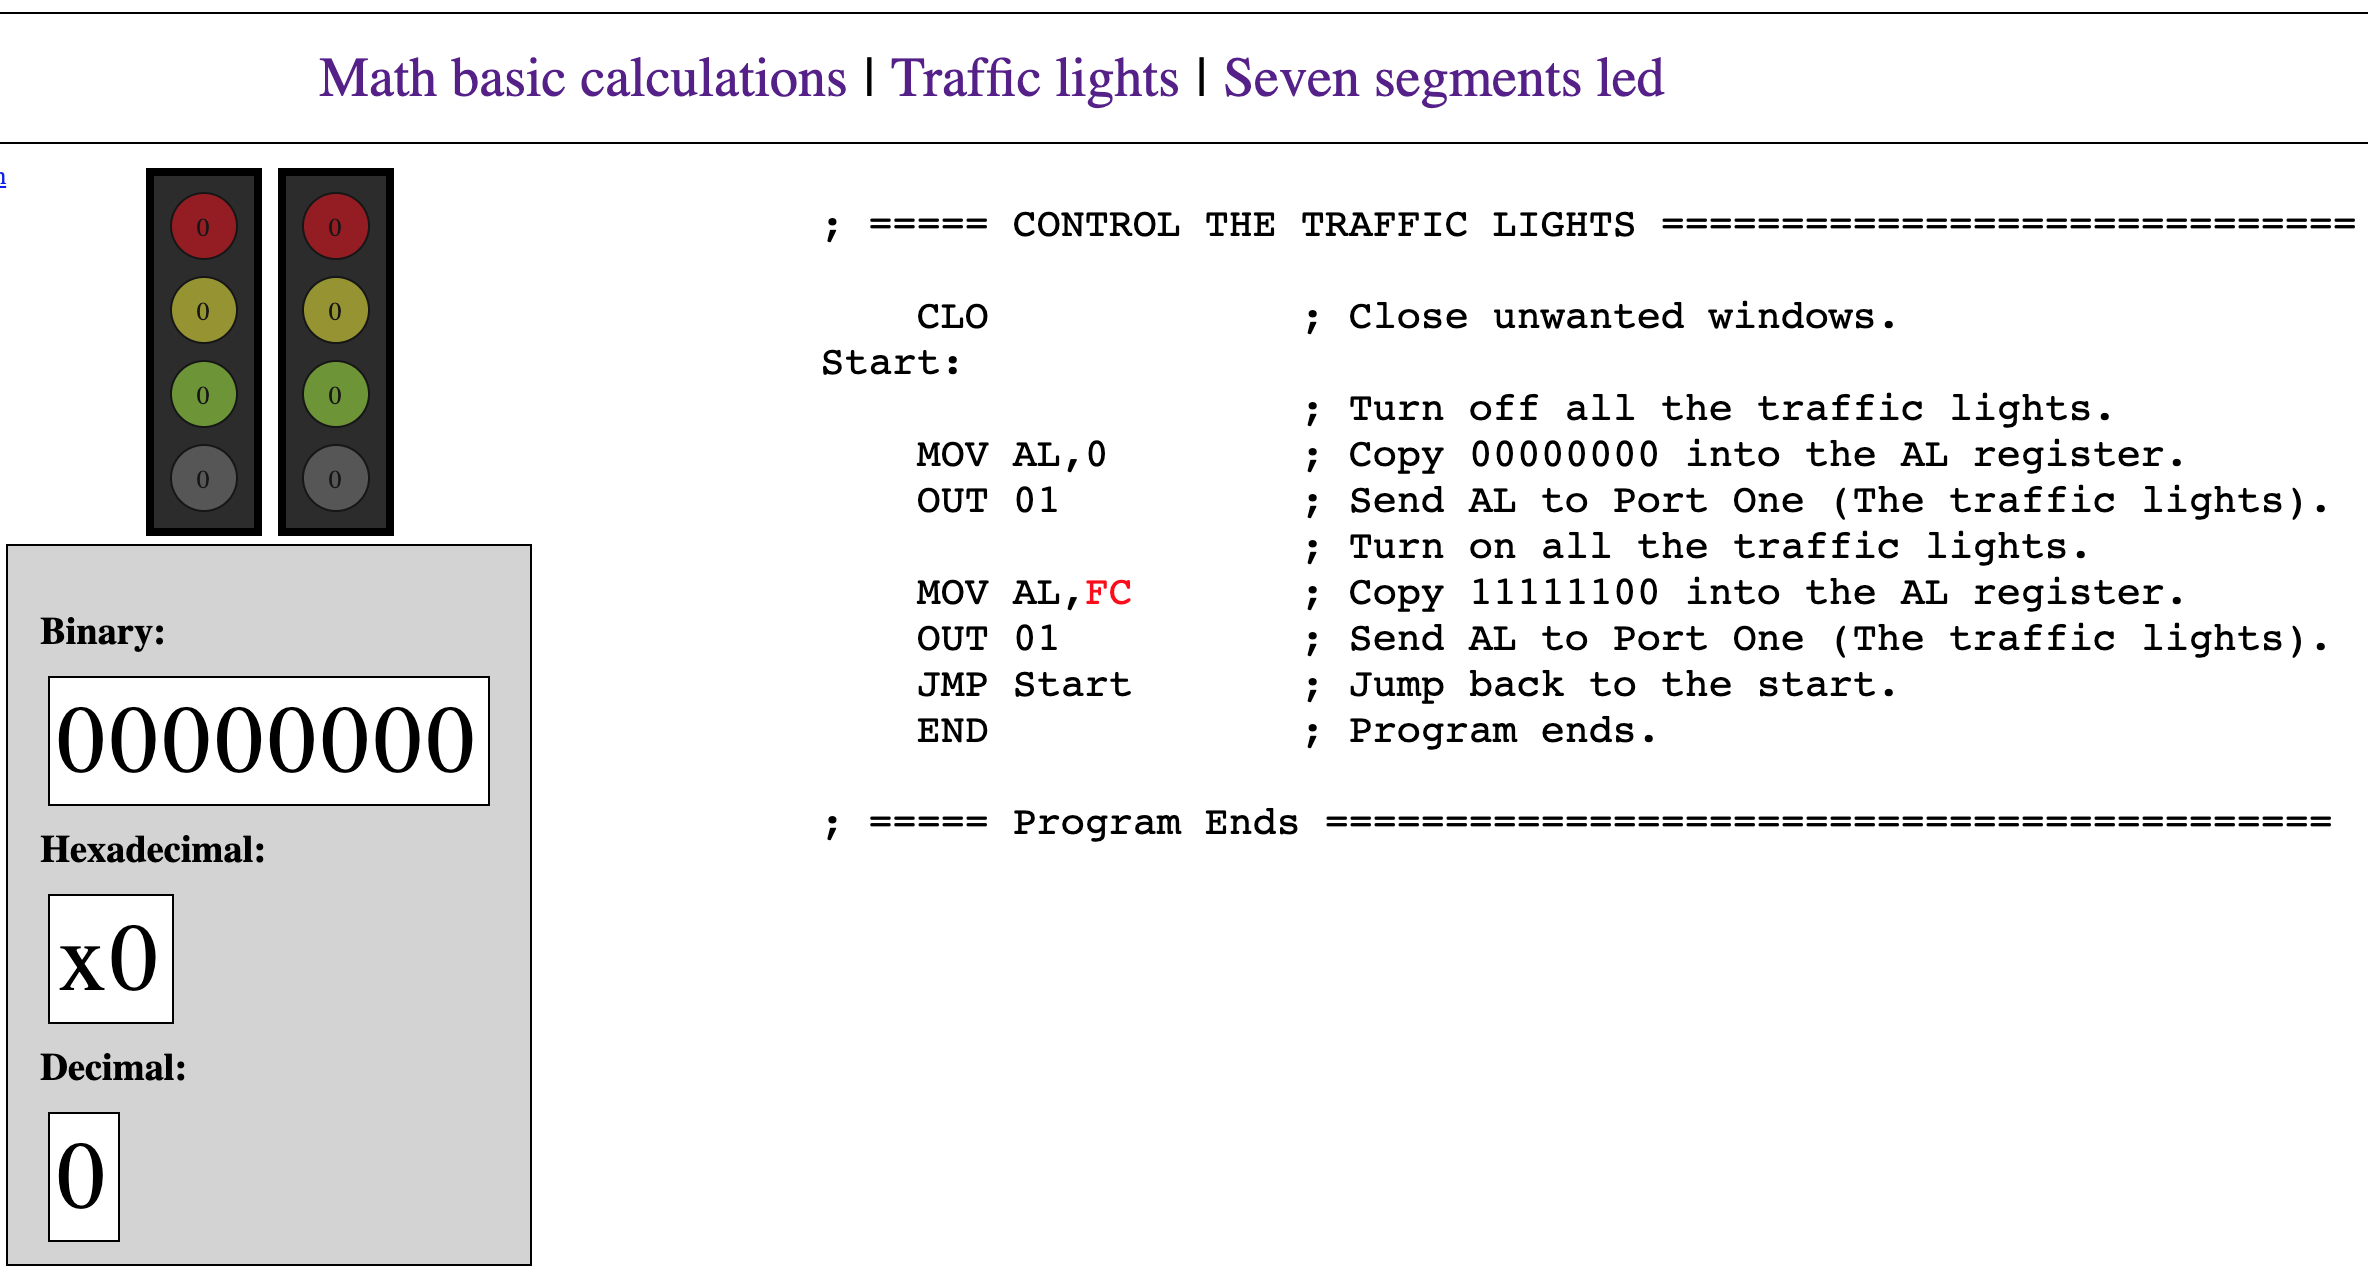 Math basic calculations | Traffic lights | Seven segments led
n
0 0
0 0
0 0
0 0
Binary:
00000000
Hexadecimal:
x0
Decimal:
0
; ===== CONTROL THE TRAFFIC LIGHTS =============================
CLO ; Close unwanted windows.
Start:
; Turn off all the traffic lights.
MOV AL,0 ; Copy 00000000 into the AL register.
OUT 01 ; Send AL to Port One (The traffic lights).
; Turn on all the traffic lights.
MOV AL,FC ; Copy 11111100 into the AL register.
OUT 01 ; Send AL to Port One (The traffic lights).
JMP Start ; Jump back to the start.
END ; Program ends.
; ===== Program Ends ==========================================